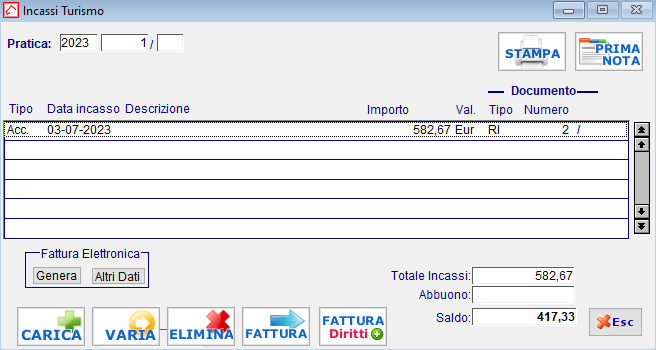 Incassi Turismo
Pratica: 2023 1 /
STAMPA
PRIMA NOTA
Documento
Tipo Data incasso Descrizione Importo Val. Tipo Numero
Acc. 03-07-2023 582,67 Eur RI 2 /
Fattura Elettronica
Genera Altri Dati
Totale Incassi: 582,67
Abbuono:
Saldo: 417,33
CARICA VARIA ELIMINA FATTURA FATTURA Diritti Esc